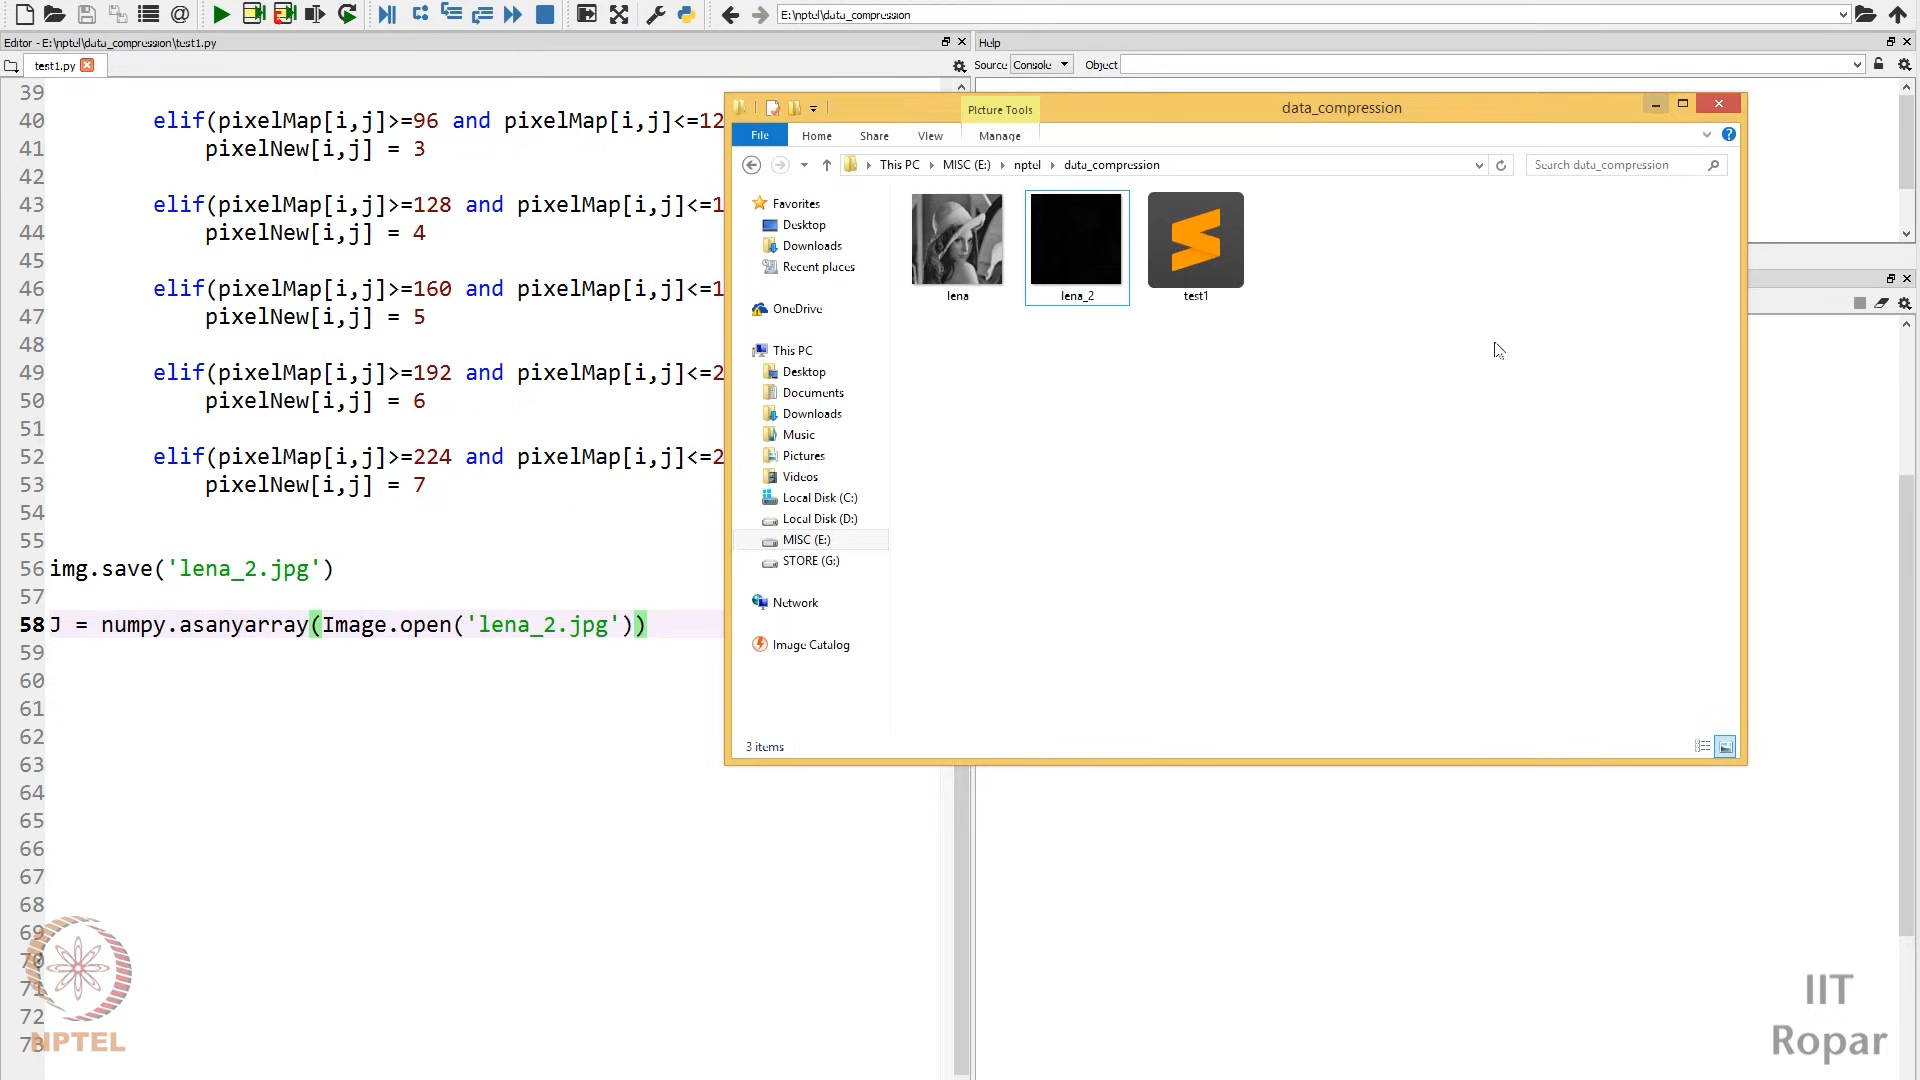 E:\nptel\data_compression
Editor - E:\nptel\data_compression\test1.py
Help
test1.py
Source Console Object
39
40 elif(pixelMap[i,j]>=96 and pixelMap[i,j]<=12
41 pixelNew[i,j] = 3
42
43 elif(pixelMap[i,j]>=128 and pixelMap[i,j]<=1
44 pixelNew[i,j] = 4
45
46 elif(pixelMap[i,j]>=160 and pixelMap[i,j]<=1
47 pixelNew[i,j] = 5
48
49 elif(pixelMap[i,j]>=192 and pixelMap[i,j]<=2
50 pixelNew[i,j] = 6
51
52 elif(pixelMap[i,j]>=224 and pixelMap[i,j]<=2
53 pixelNew[i,j] = 7
54
55
56 img.save('lena_2.jpg')
57
58 J = numpy.asanyarray(Image.open('lena_2.jpg'))
59
60
61
62
63
64
65
66
67
68
69
70
71
72
73
Picture Tools
data_compression
File Home Share View Manage
This PC MISC (E:) nptel data_compression
Search data_compression
Favorites
Desktop
Downloads
Recent places
OneDrive
This PC
Desktop
Documents
Downloads
Music
Pictures
Videos
Local Disk (C:)
Local Disk (D:)
MISC (E:)
STORE (G:)
Network
Image Catalog
lena
lena_2
test1
3 items
NPTEL
IIT
Ropar